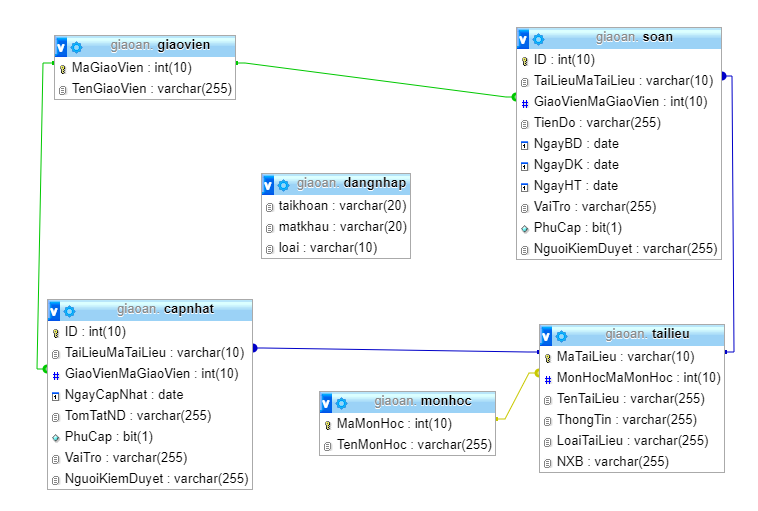 giaoan. giaovien
MaGiaoVien : int(10)
TenGiaoVien : varchar(255)
giaoan. soan
ID : int(10)
TaiLieuMaTaiLieu : varchar(10)
GiaoVienMaGiaoVien : int(10)
TienDo : varchar(255)
NgayBD : date
NgayDK : date
NgayHT : date
VaiTro : varchar(255)
PhuCap : bit(1)
NguoiKiemDuyet : varchar(255)
giaoan. dangnhap
taikhoan : varchar(20)
matkhau : varchar(20)
loai : varchar(10)
giaoan. capnhat
ID : int(10)
TaiLieuMaTaiLieu : varchar(10)
GiaoVienMaGiaoVien : int(10)
NgayCapNhat : date
TomTatND : varchar(255)
PhuCap : bit(1)
VaiTro : varchar(255)
NguoiKiemDuyet : varchar(255)
giaoan. monhoc
MaMonHoc : int(10)
TenMonHoc : varchar(255)
giaoan. tailieu
MaTaiLieu : varchar(10)
MonHocMaMonHoc : int(10)
TenTaiLieu : varchar(255)
ThongTin : varchar(255)
LoaiTaiLieu : varchar(255)
NXB : varchar(255)